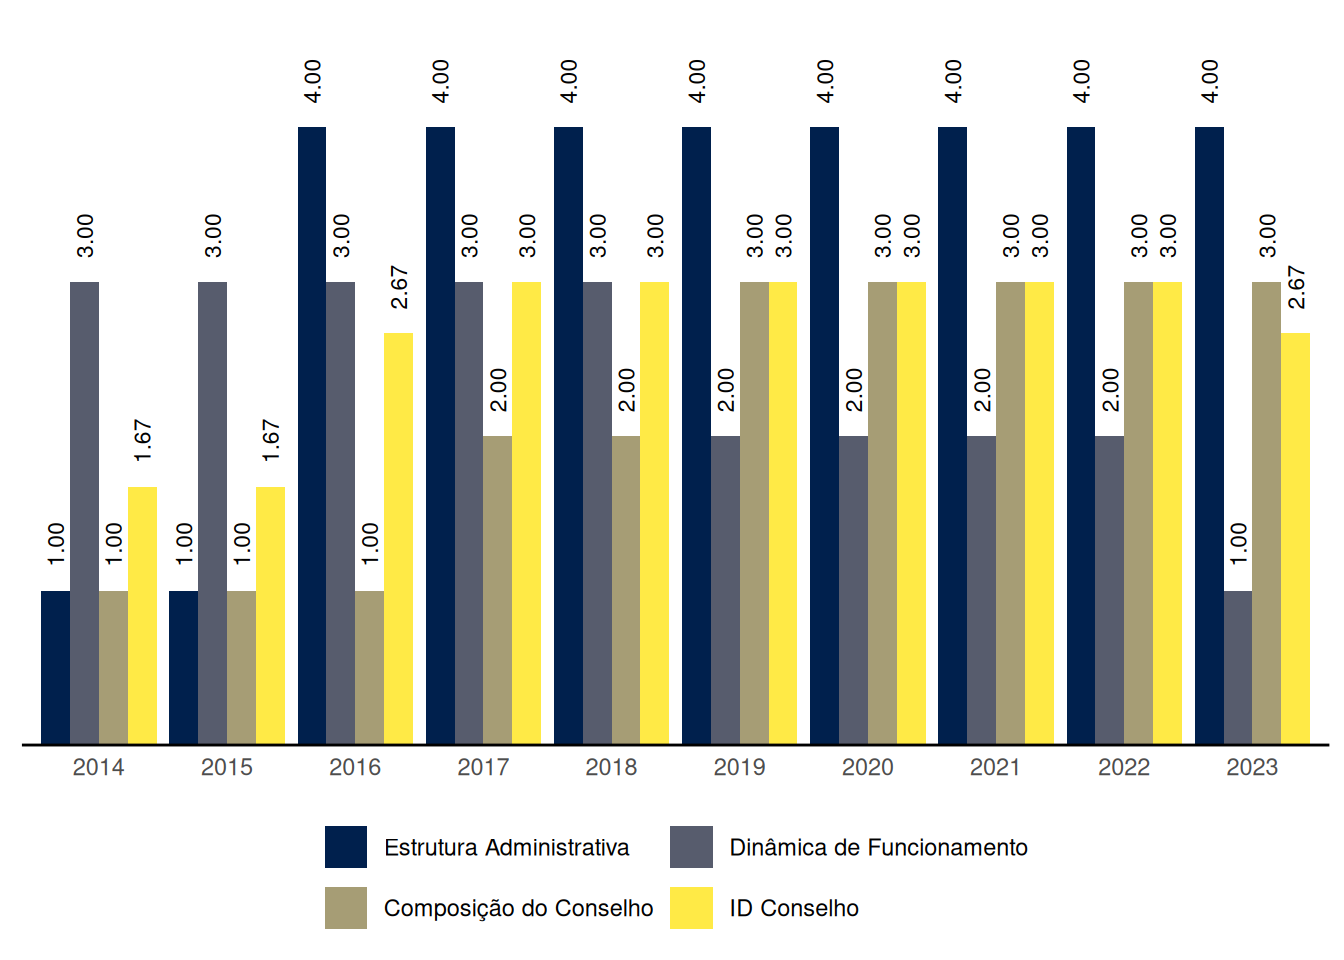 4.00 4.00 4.00 4.00 4.00 4.00 4.00 4.00
3.00 3.00 3.00 3.00 3.00 3.00 3.00 3.00 3.00 3.00 3.00 3.00 3.00 3.00 3.00 3.00
2.67 2.67
2.00 2.00 2.00 2.00 2.00 2.00
1.67 1.67
1.00 1.00 1.00 1.00 1.00 1.00
2014 2015 2016 2017 2018 2019 2020 2021 2022 2023
Estrutura Administrativa Dinâmica de Funcionamento
Composição do Conselho ID Conselho